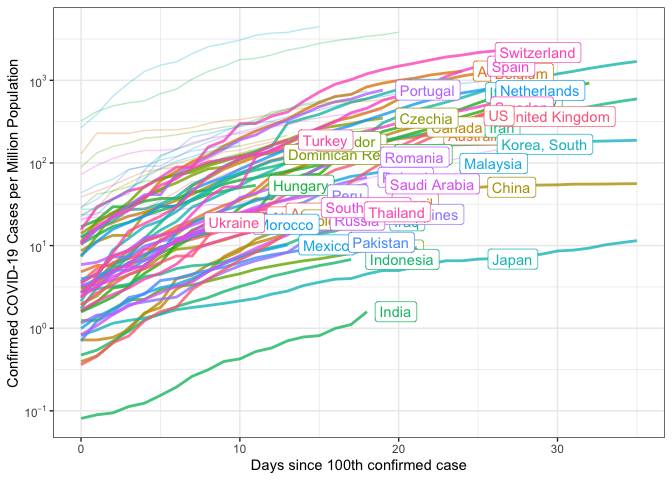 Confirmed COVID-19 Cases per Million Population
10³
10²
10¹
10⁰
10⁻¹
Switzerland
Spain
Portugal
Netherlands
Czechia
US
United Kingdom
Canada
Iran
Turkey
Korea, South
Dominican Re
Romania
Malaysia
Hungary
Saudi Arabia
China
Peru
South
Thailand
Ukraine
Morocco
Russia
Iraq
Mexico
Pakistan
Indonesia
Japan
India
0
10
20
30
Days since 100th confirmed case